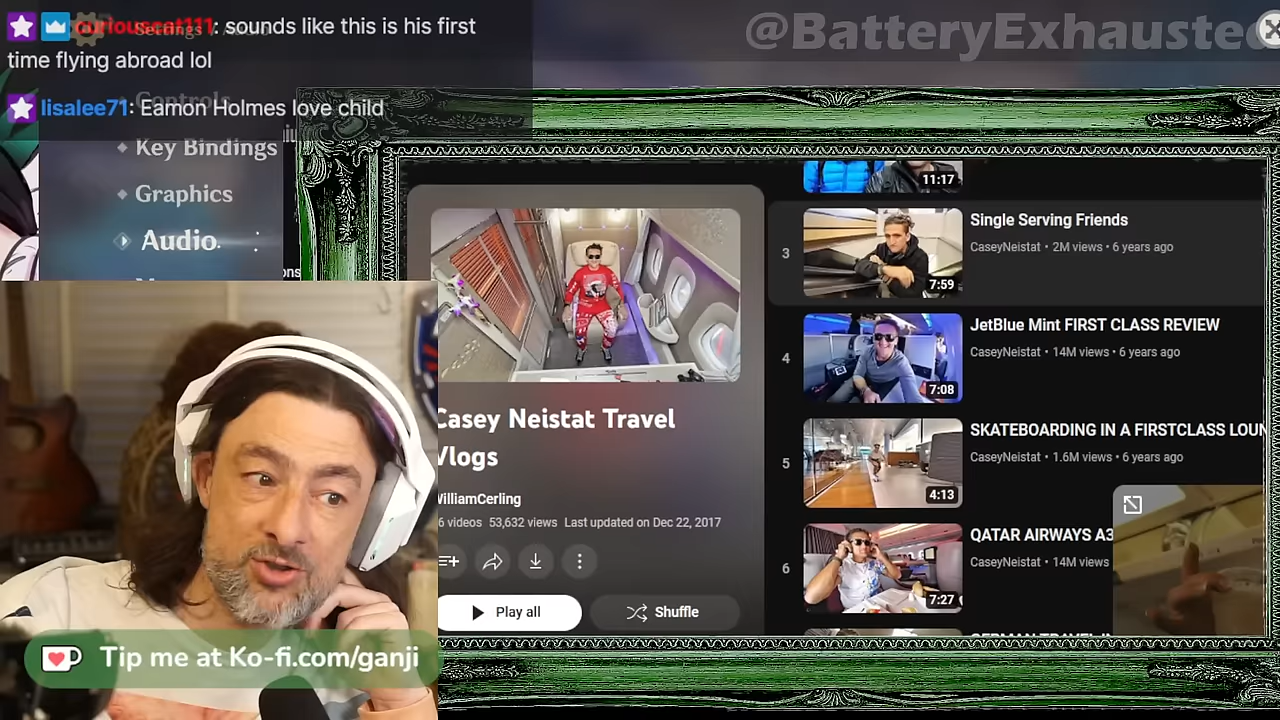 curiouscat111: sounds like this is his first
time flying abroad lol
lisalee71: Eamon Holmes love child
@BatteryExhausted
Settings
Controls
Key Bindings
Graphics
Audio
11:17
3
Single Serving Friends
CaseyNeistat • 2M views • 6 years ago
7:59
4
JetBlue Mint FIRST CLASS REVIEW
CaseyNeistat • 14M views • 6 years ago
7:08
5
SKATEBOARDING IN A FIRSTCLASS LOUN
CaseyNeistat • 1.6M views • 6 years ago
4:13
6
QATAR AIRWAYS A3
CaseyNeistat • 14M views
7:27
Casey Neistat Travel
Vlogs
WilliamCerling
6 videos 53,632 views Last updated on Dec 22, 2017
Play all
Shuffle
Tip me at Ko-fi.com/ganji